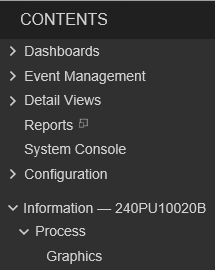 CONTENTS
Dashboards
Event Management
Detail Views
Reports
System Console
Configuration
Information — 240PU10020B
Process
Graphics